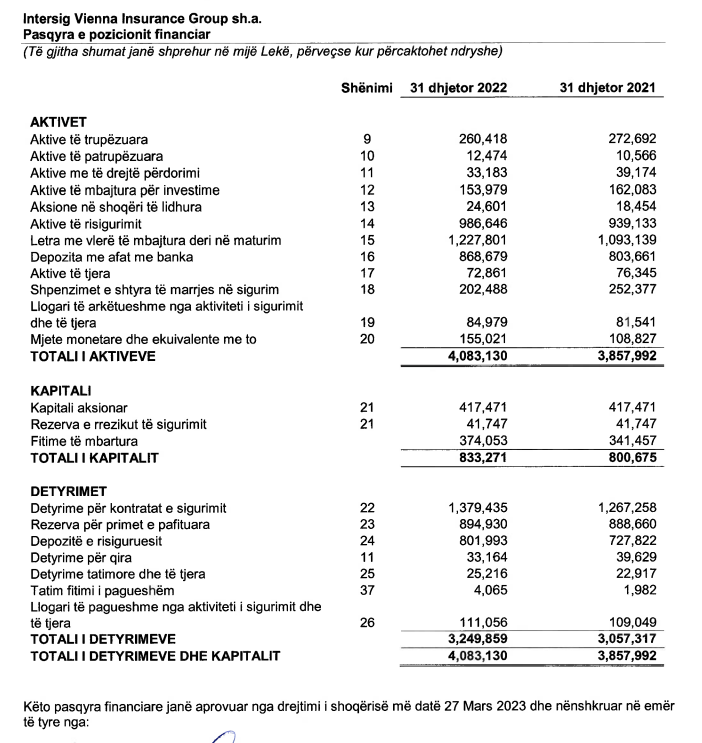 Intersig Vienna Insurance Group sh.a.
Pasqyra e pozicionit financiar
(Të gjitha shumat janë shprehur në mijë Lekë, përveçse kur përcaktohet ndryshe)
Shënimi 31 dhjetor 2022 31 dhjetor 2021
AKTIVET
Aktive të trupëzuara 9 260,418 272,692
Aktive të patrupëzuara 10 12,474 10,566
Aktive me të drejtë përdorimi 11 33,183 39,174
Aktive të mbajtura për investime 12 153,979 162,083
Aksione në shoqëri të lidhura 13 24,601 18,454
Aktive të risigurimit 14 986,646 939,133
Letra me vlerë të mbajtura deri në maturim 15 1,227,801 1,093,139
Depozita me afat me banka 16 868,679 803,661
Aktive të tjera 17 72,861 76,345
Shpenzimet e shtyra të marrjes në sigurim 18 202,488 252,377
Llogari të arkëtueshme nga aktiviteti i sigurimit
dhe të tjera 19 84,979 81,541
Mjete monetare dhe ekuivalente me to 20 155,021 108,827
TOTALI I AKTIVEVE 4,083,130 3,857,992
KAPITALI
Kapitali aksionar 21 417,471 417,471
Rezerva e rrezikut të sigurimit 21 41,747 41,747
Fitime të mbartura 374,053 341,457
TOTALI I KAPITALIT 833,271 800,675
DETYRIMET
Detyrime për kontratat e sigurimit 22 1,379,435 1,267,258
Rezerva për primet e pafituara 23 894,930 888,660
Depozitë e risiguruesit 24 801,993 727,822
Detyrime për qira 11 33,164 39,629
Detyrime tatimore dhe të tjera 25 25,216 22,917
Tatim fitimi i pagueshëm 37 4,065 1,982
Llogari të pagueshme nga aktiviteti i sigurimit dhe
të tjera 26 111,056 109,049
TOTALI I DETYRIMEVE 3,249,859 3,057,317
TOTALI I DETYRIMEVE DHE KAPITALIT 4,083,130 3,857,992
Këto pasqyra financiare janë aprovuar nga drejtimi i shoqërisë më datë 27 Mars 2023 dhe nënshkruar në emër
të tyre nga: